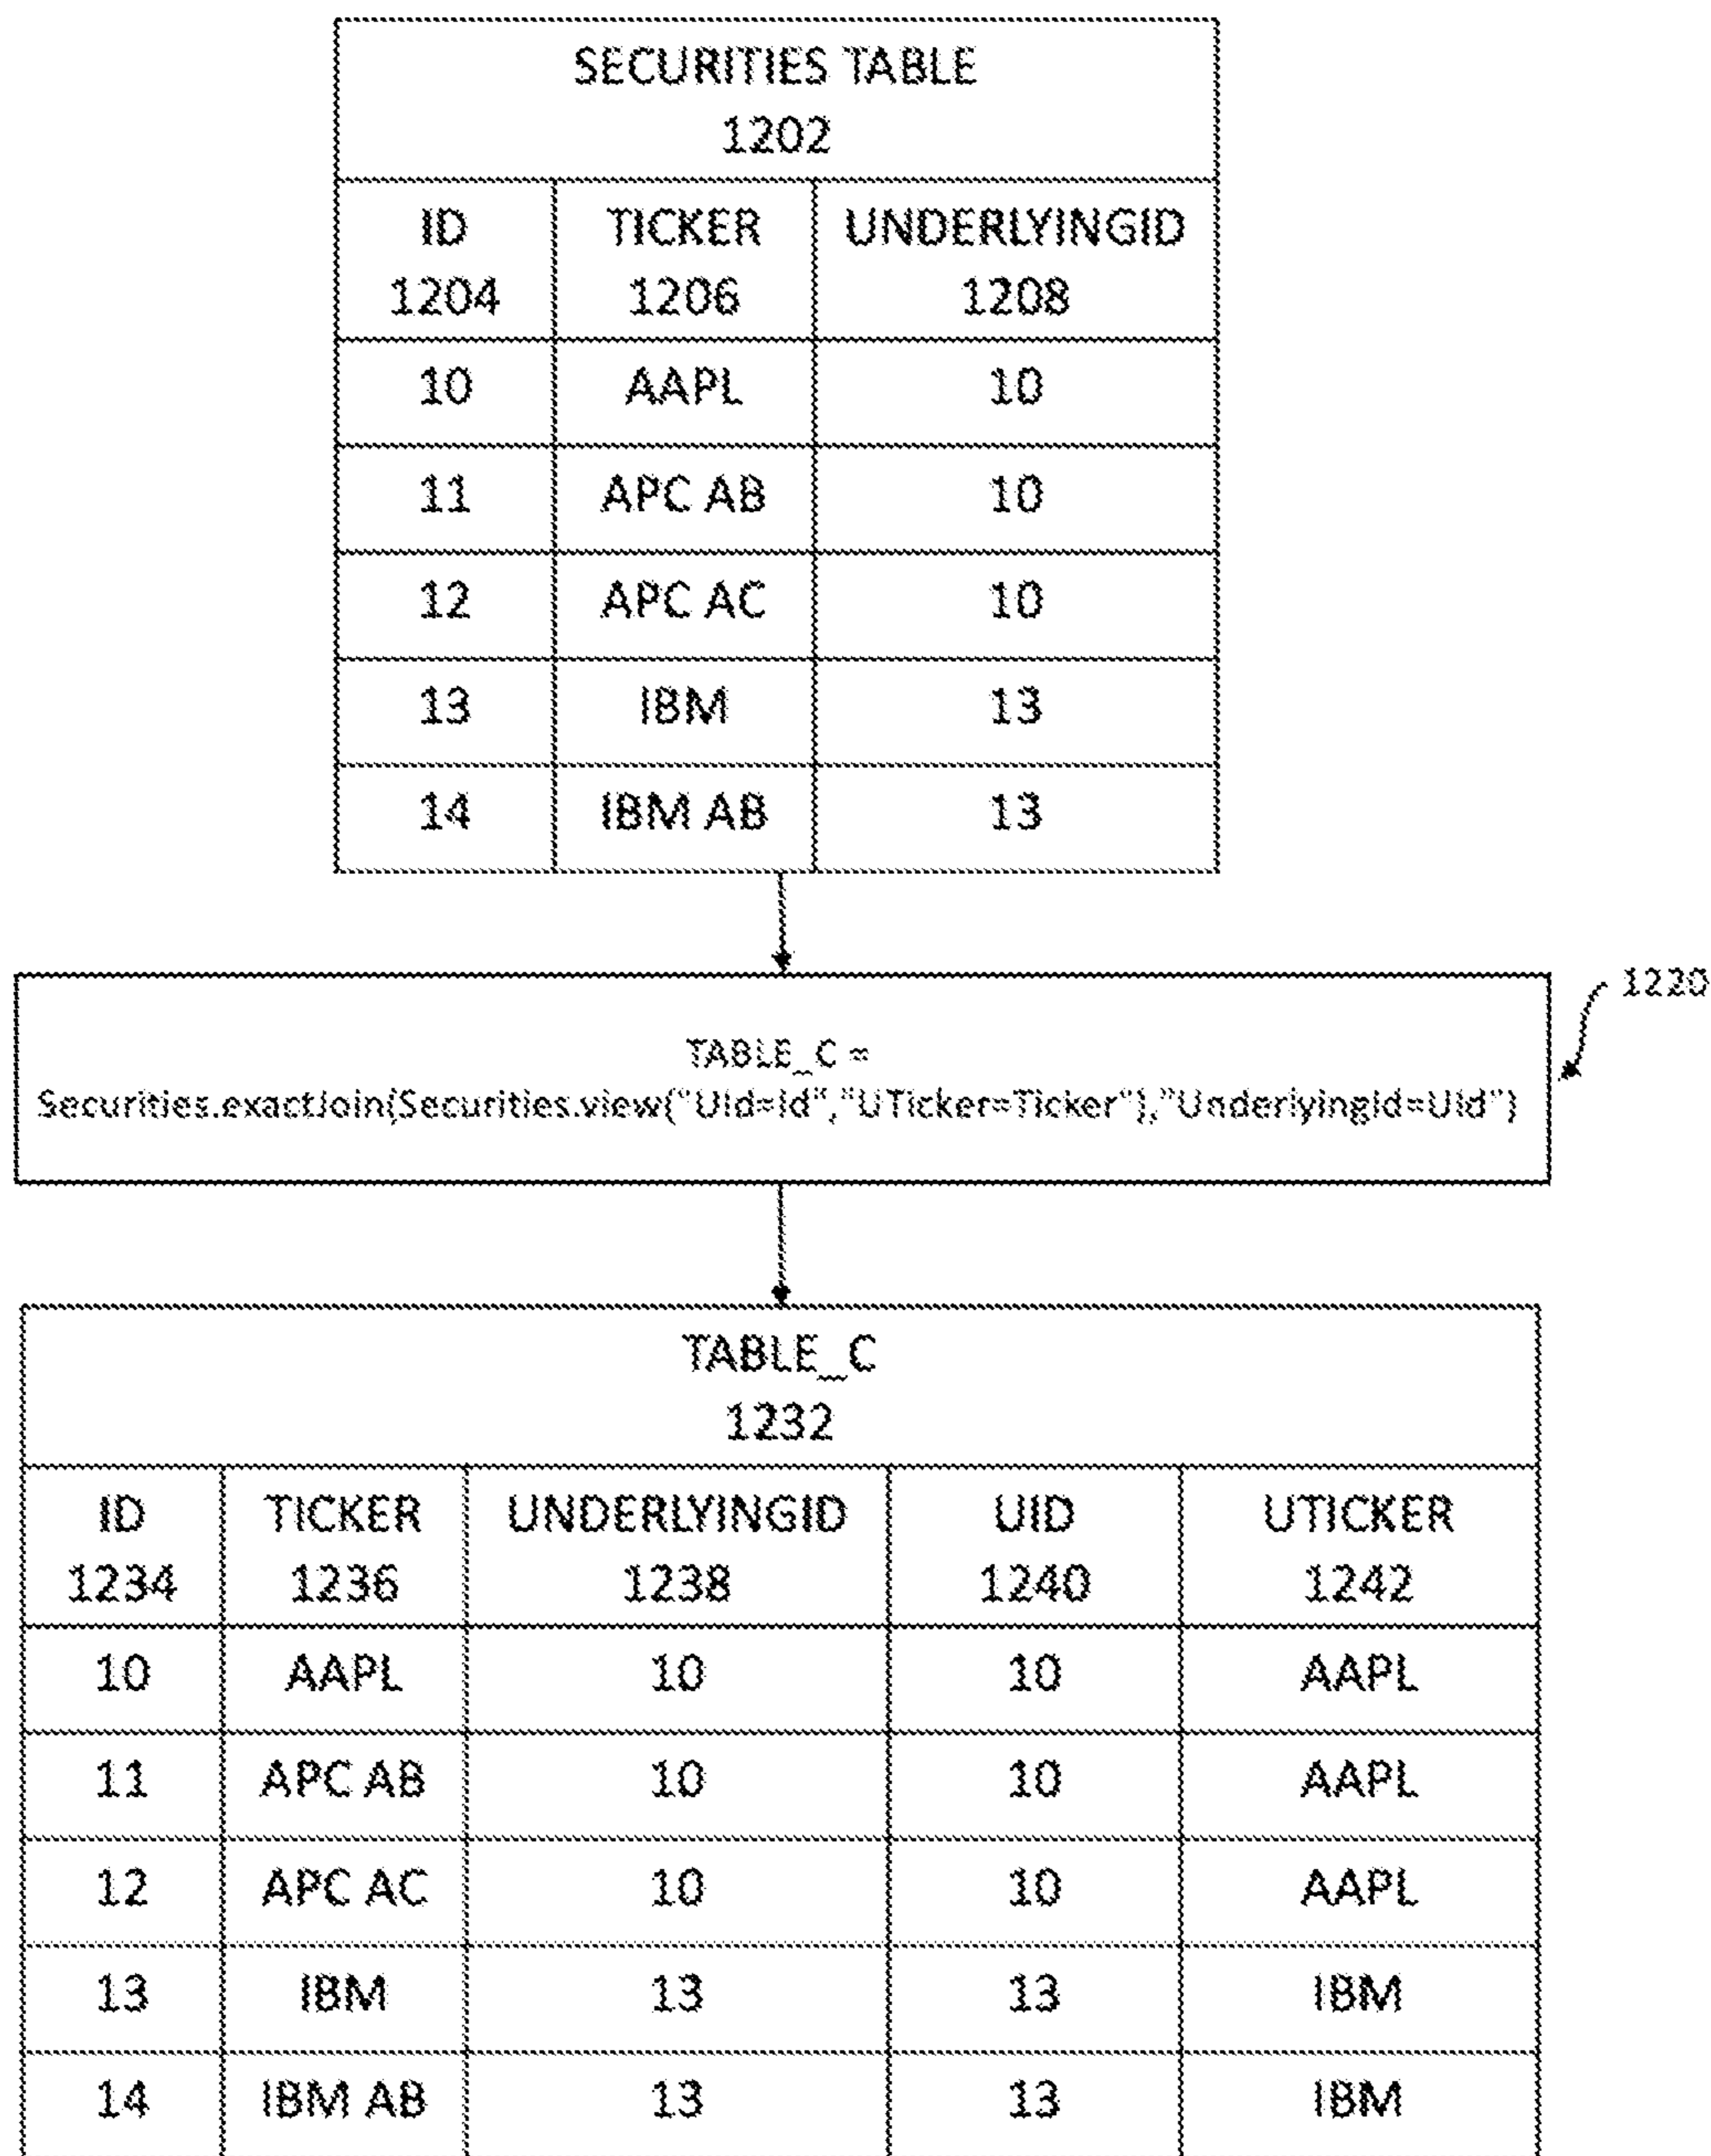 SECURITIES TABLE
1202
ID TICKER UNDERLYINGID
1204 1206 1208
10 AAPL 10
11 APC AB 10
12 APC AC 10
13 IBM 13
14 IBM AB 13
1220
TABLE_C =
Securities.exactJoin(Securities.view("UId=Id","UTicker=Ticker"),"UnderlyingId=UId")
TABLE_C
1232
ID TICKER UNDERLYINGID UID UTICKER
1234 1236 1238 1240 1242
10 AAPL 10 10 AAPL
11 APC AB 10 10 AAPL
12 APC AC 10 10 AAPL
13 IBM 13 13 IBM
14 IBM AB 13 13 IBM